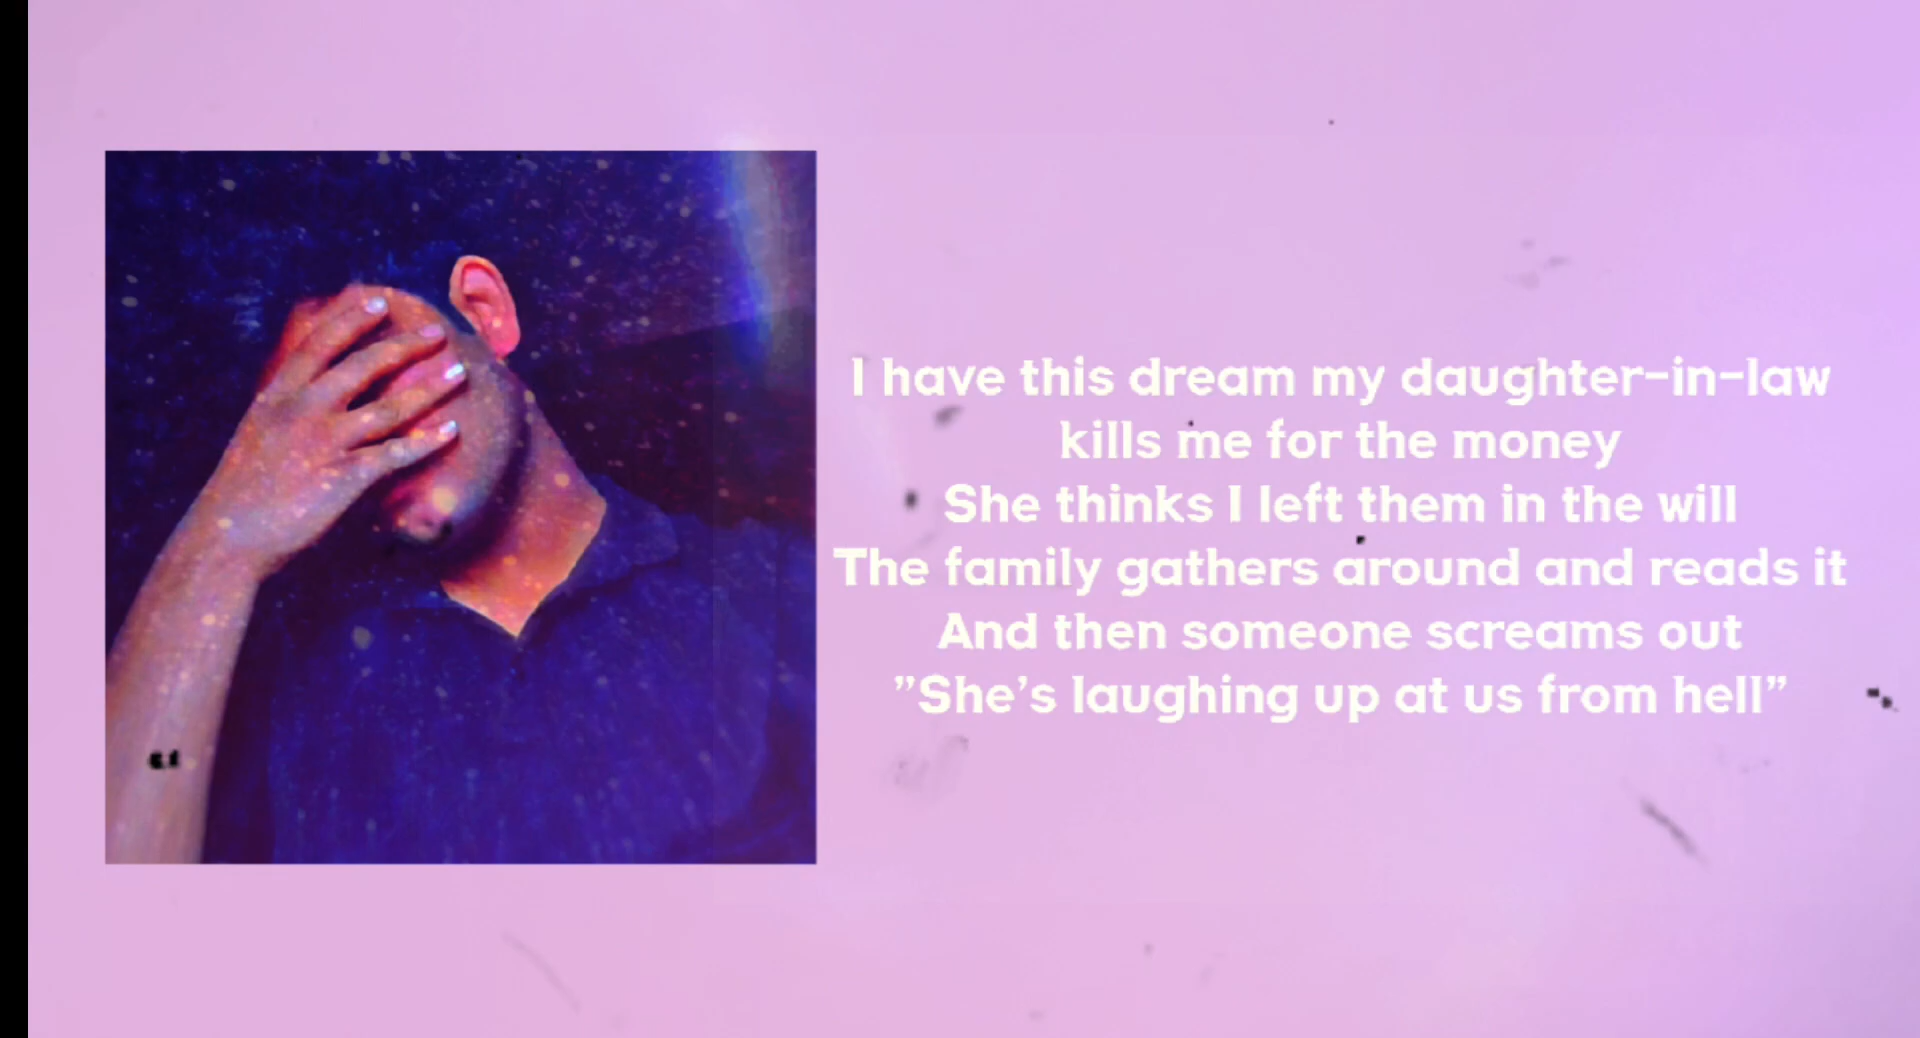 I have this dream my daughter-in-law
kills me for the money
She thinks I left them in the will
The family gathers around and reads it
And then someone screams out
”She’s laughing up at us from hell”